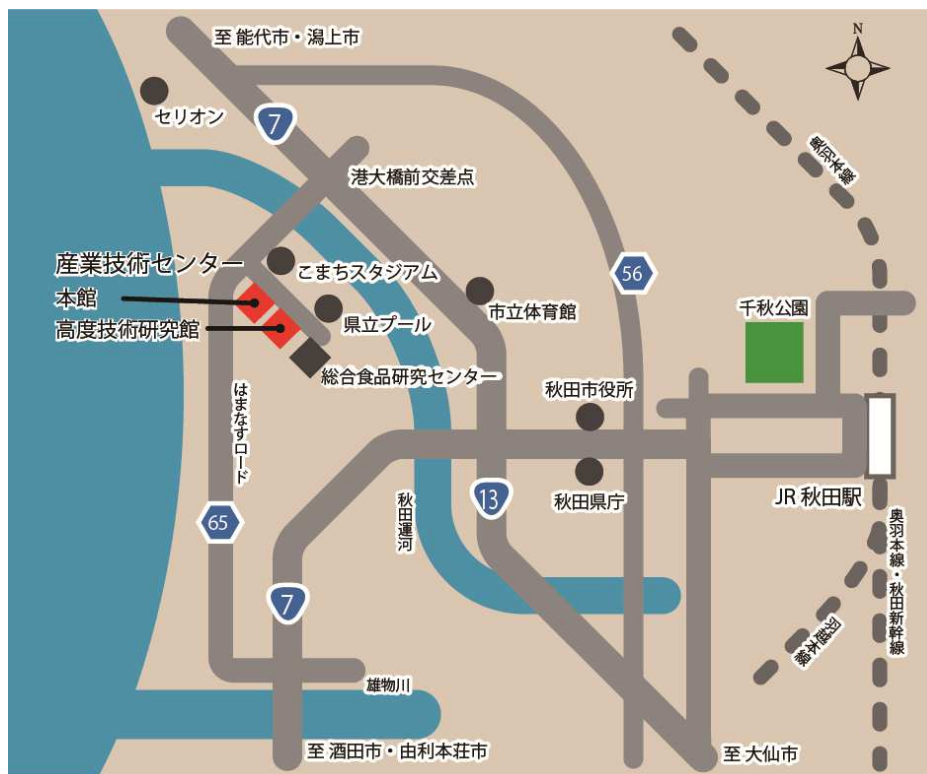 N
至 能代市・潟上市
セリオン
7
奥羽本線
港大橋前交差点
産業技術センター
こまちスタジアム
56
本館
市立体育館
千秋公園
高度技術研究館
県立プール
総合食品研究センター
秋田市役所
はまなすロード
秋田県庁
JR 秋田駅
13
秋田運河
65
奥羽本線・秋田新幹線
7
羽越本線
雄物川
至 酒田市・由利本荘市
至 大仙市